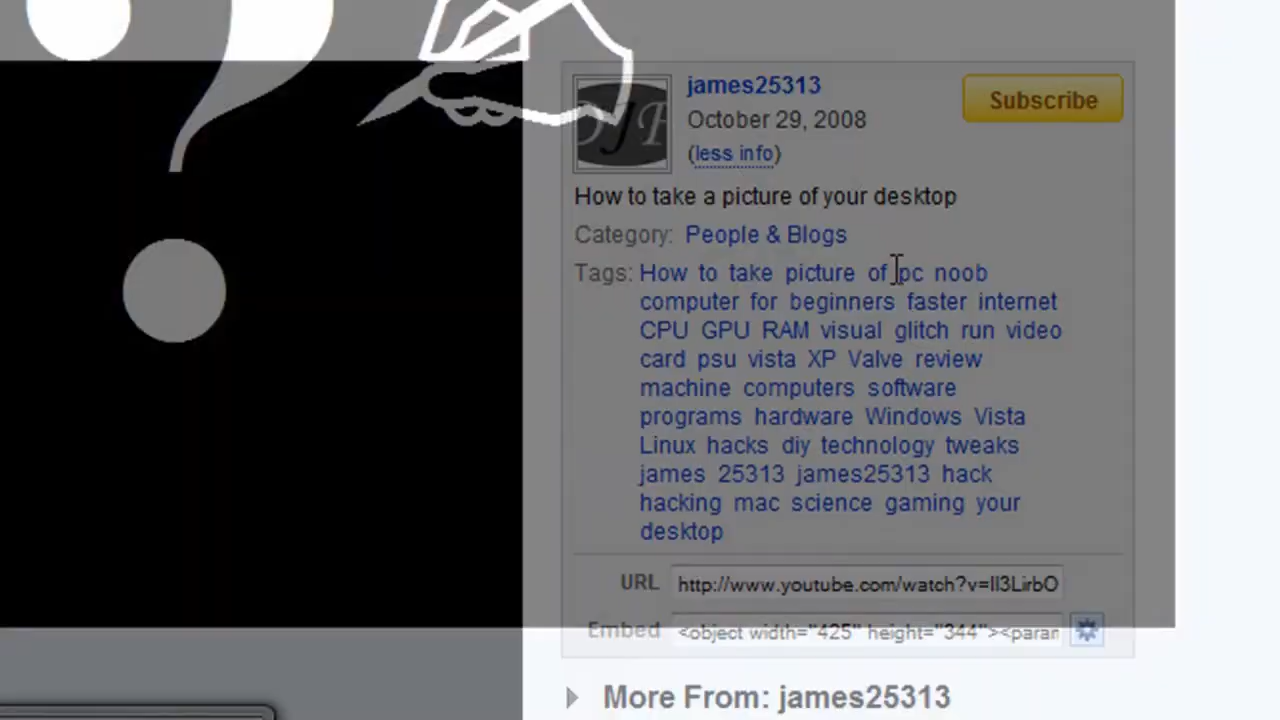 ?
james25313
Subscribe
October 29, 2008
(less info)
How to take a picture of your desktop
Category: People & Blogs
Tags: How to take picture of pc noob
computer for beginners faster internet
CPU GPU RAM visual glitch run video
card psu vista XP Valve review
machine computers software
programs hardware Windows Vista
Linux hacks diy technology tweaks
james 25313 james25313 hack
hacking mac science gaming your
desktop
URL http://www.youtube.com/watch?v=II3LirbO
Embed <object width="425" height="344"><param
More From: james25313